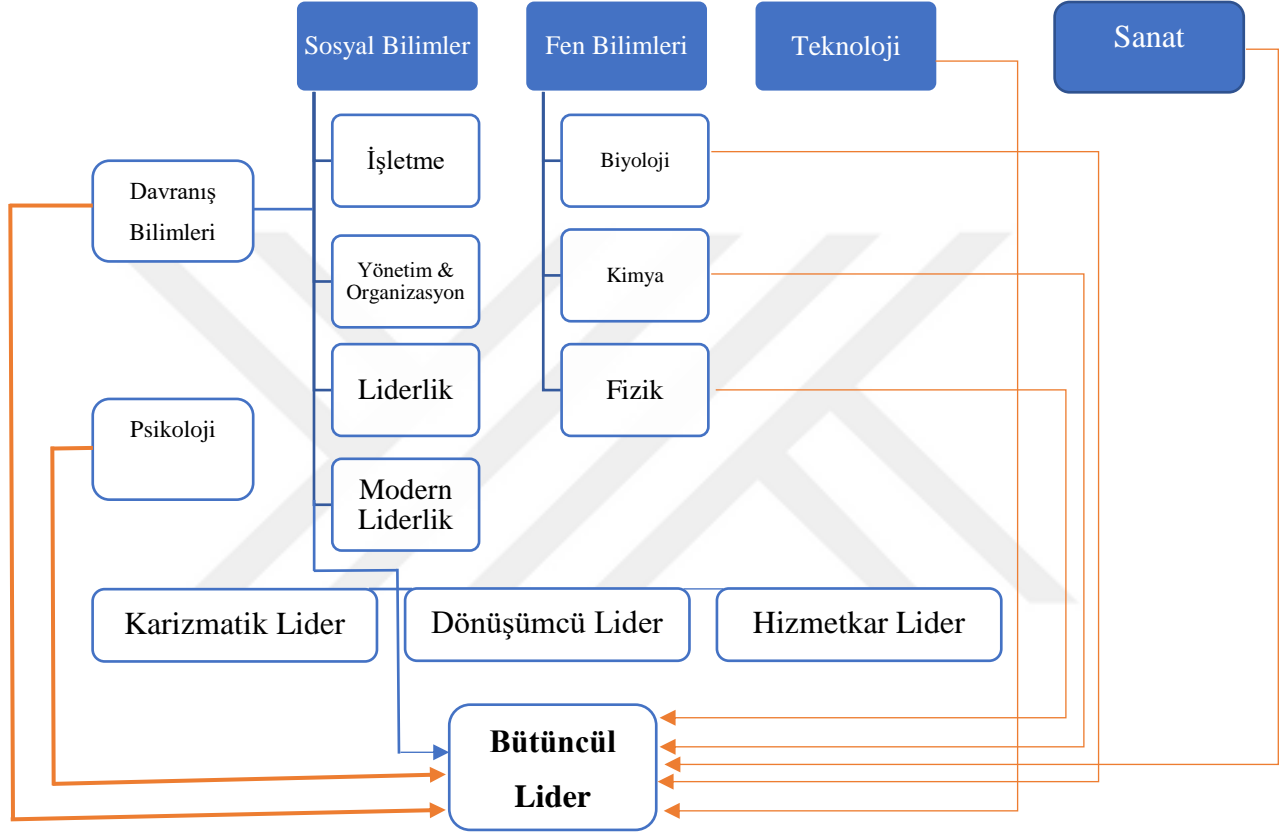 Sosyal Bilimler
Fen Bilimleri
Teknoloji
Sanat
İşletme
Biyoloji
Davranış
Bilimleri
Yönetim &
Organizasyon
Kimya
Liderlik
Fizik
Psikoloji
Modern
Liderlik
Karizmatik Lider
Dönüşümcü Lider
Hizmetkar Lider
Bütüncül
Lider